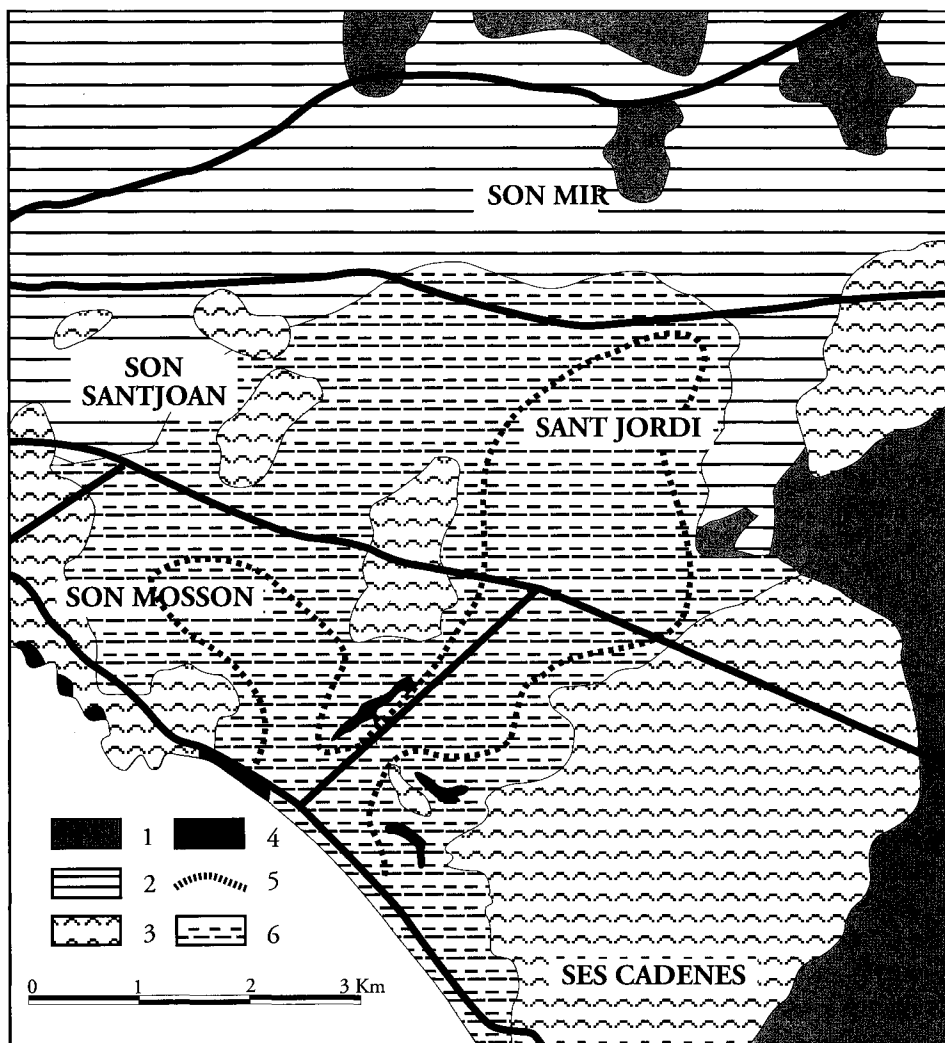 SON MIR
SON
SANTJOAN
SANT JORDI
SON MOSSON
SES CADENES
1 4
2 5
3 6
0 1 2 3 Km